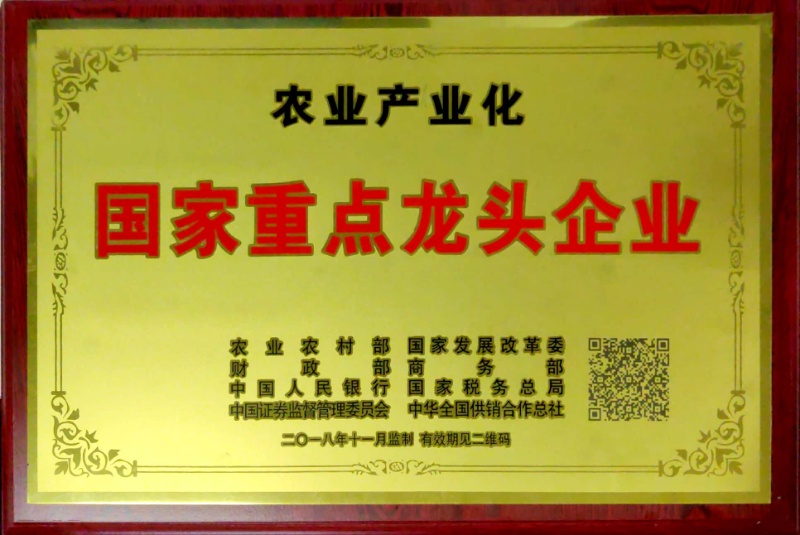 农业产业化
国家重点龙头企业
农业农村部 国家发展改革委
财政部 商务部
中国人民银行 国家税务总局
中国证券监督管理委员会 中华全国供销合作总社
二〇一八年十一月监制 有效期见二维码